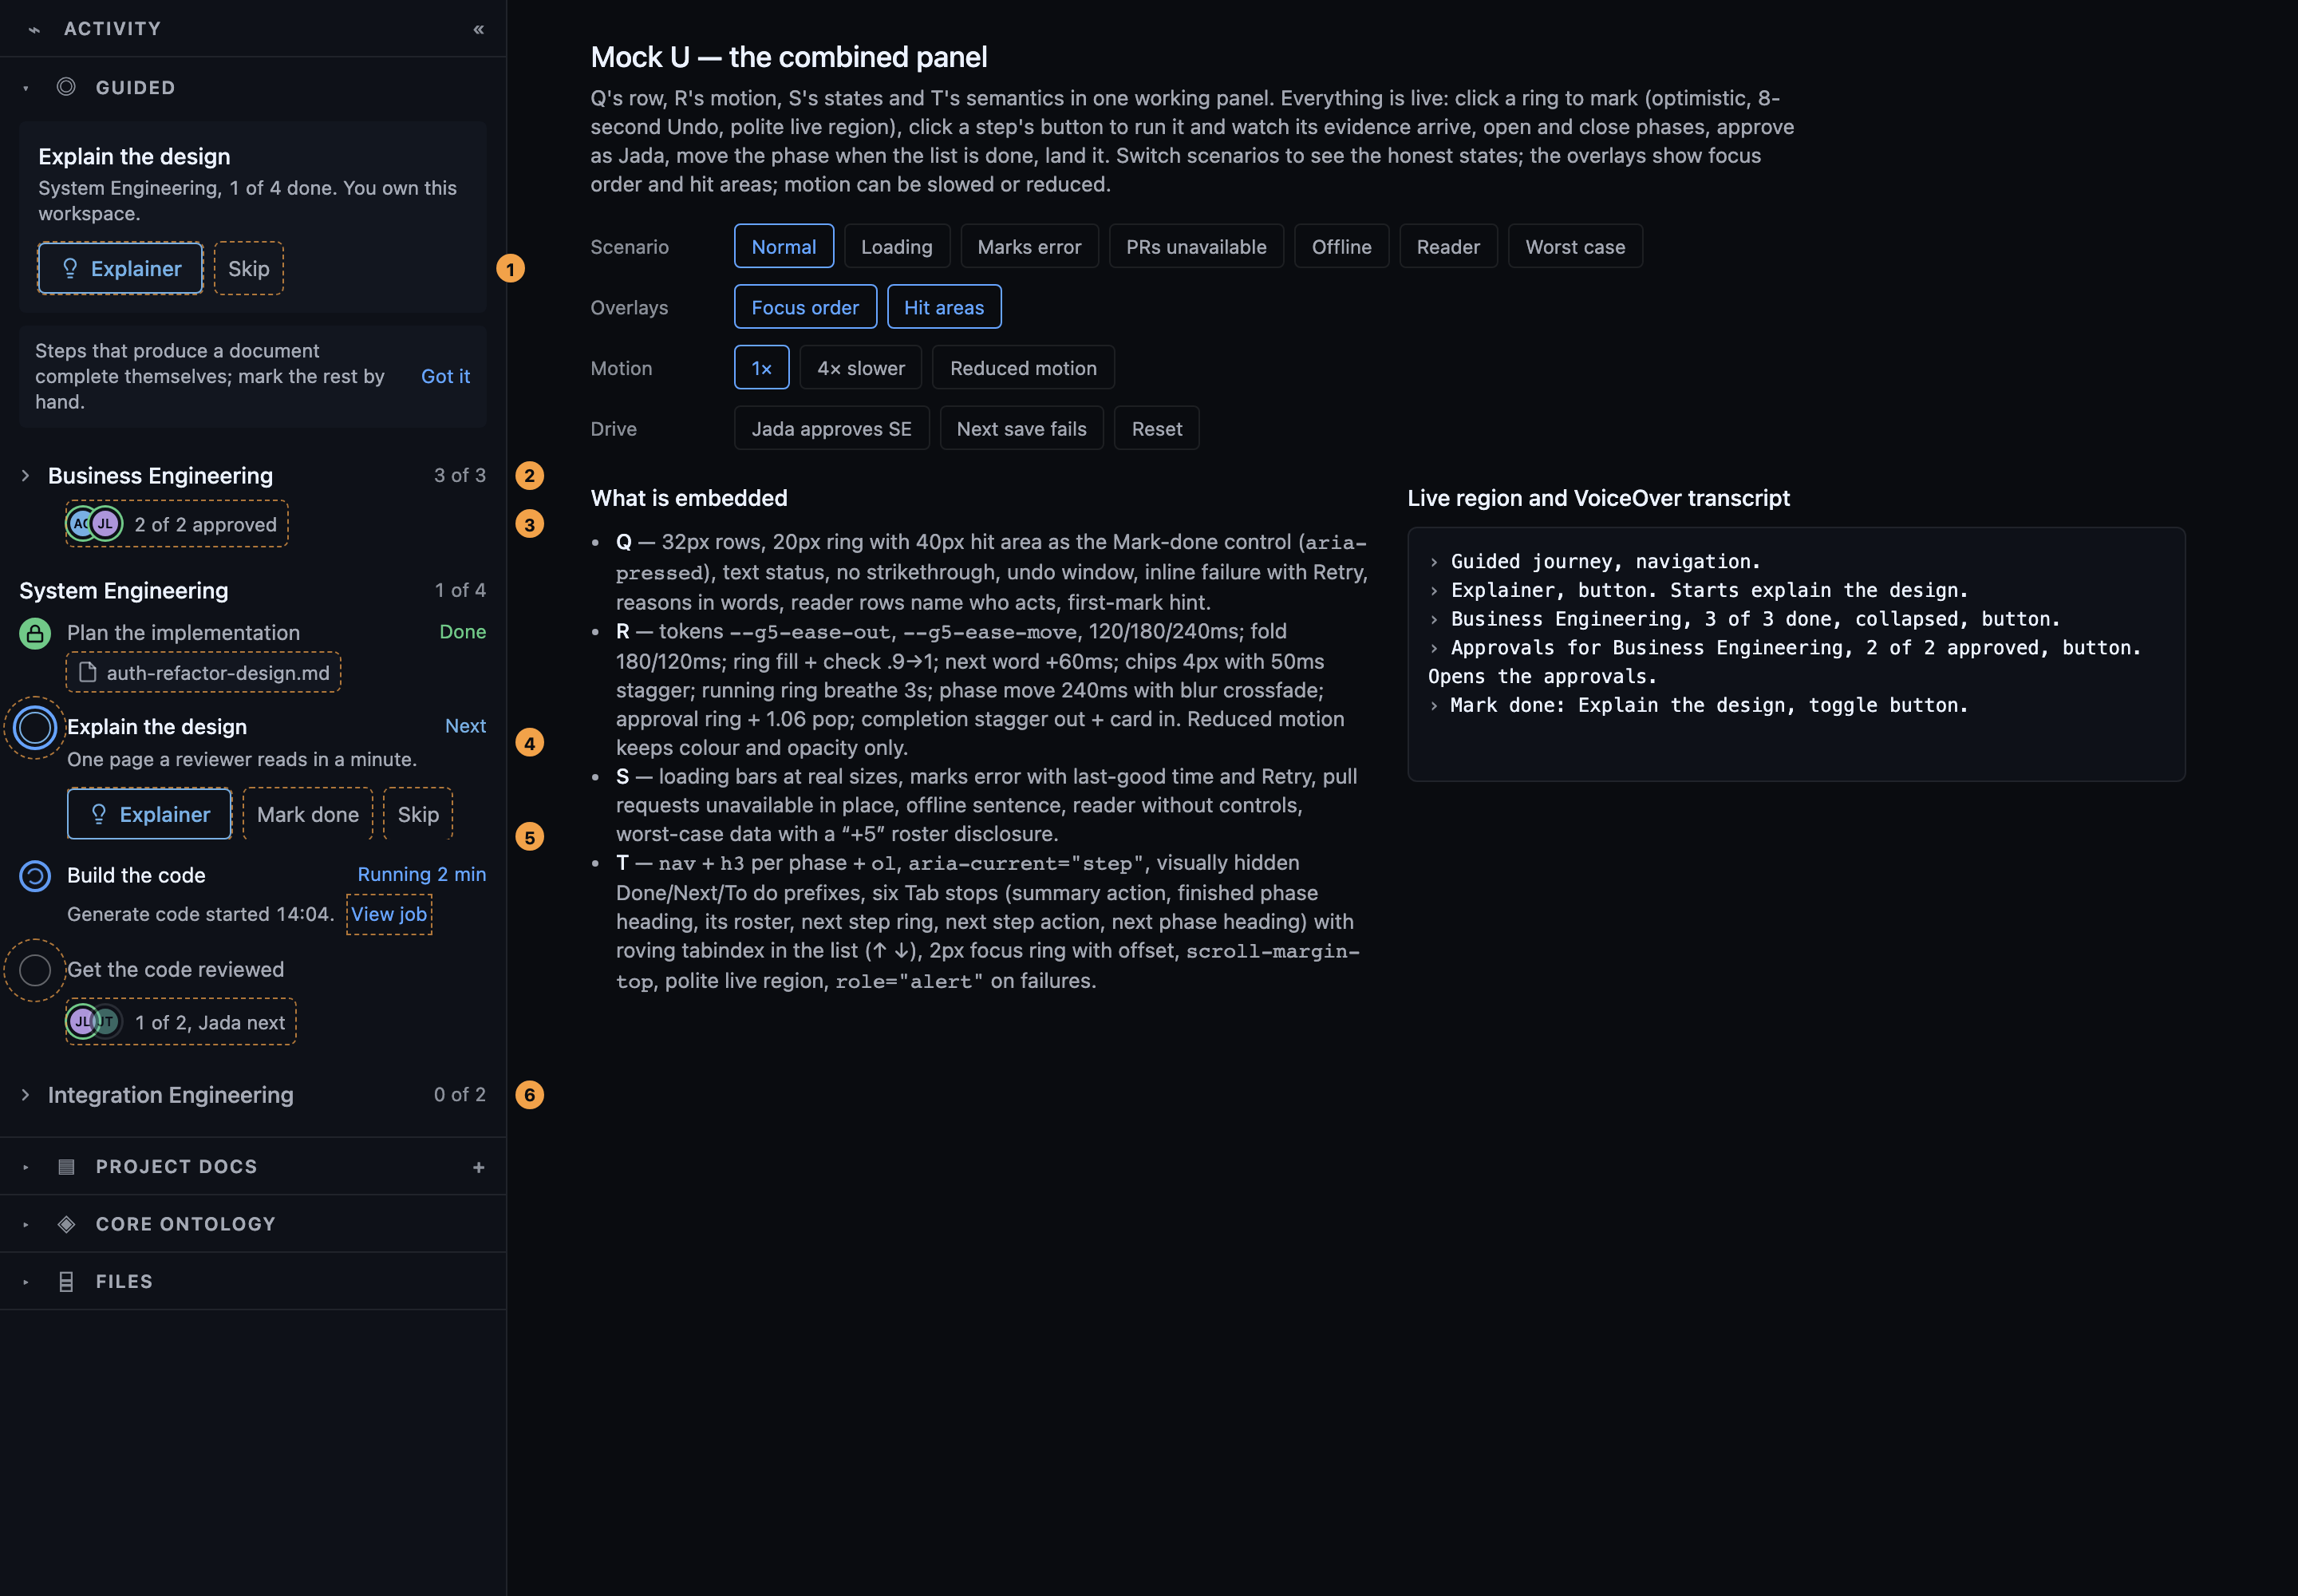 ACTIVITY «
GUIDED
Explain the design
System Engineering, 1 of 4 done. You own this
workspace.
Explainer Skip
1
Steps that produce a document
complete themselves; mark the rest by
hand.
Got it
Business Engineering 3 of 3
2
AC JL 2 of 2 approved
3
System Engineering 1 of 4
Plan the implementation Done
auth-refactor-design.md
Explain the design Next
4
One page a reviewer reads in a minute.
Explainer Mark done Skip
5
Build the code Running 2 min
Generate code started 14:04. View job
Get the code reviewed
JL JT 1 of 2, Jada next
Integration Engineering 0 of 2
6
PROJECT DOCS +
CORE ONTOLOGY
FILES
Mock U — the combined panel
Q's row, R's motion, S's states and T's semantics in one working panel. Everything is live: click a ring to mark (optimistic, 8-
second Undo, polite live region), click a step's button to run it and watch its evidence arrive, open and close phases, approve
as Jada, move the phase when the list is done, land it. Switch scenarios to see the honest states; the overlays show focus
order and hit areas; motion can be slowed or reduced.
Scenario Normal Loading Marks error PRs unavailable Offline Reader Worst case
Overlays Focus order Hit areas
Motion 1× 4× slower Reduced motion
Drive Jada approves SE Next save fails Reset
What is embedded
• Q — 32px rows, 20px ring with 40px hit area as the Mark-done control (aria-
pressed), text status, no strikethrough, undo window, inline failure with Retry,
reasons in words, reader rows name who acts, first-mark hint.
• R — tokens --g5-ease-out, --g5-ease-move, 120/180/240ms; fold
180/120ms; ring fill + check .9→1; next word +60ms; chips 4px with 50ms
stagger; running ring breathe 3s; phase move 240ms with blur crossfade;
approval ring + 1.06 pop; completion stagger out + card in. Reduced motion
keeps colour and opacity only.
• S — loading bars at real sizes, marks error with last-good time and Retry, pull
requests unavailable in place, offline sentence, reader without controls,
worst-case data with a “+5” roster disclosure.
• T — nav + h3 per phase + ol, aria-current="step", visually hidden
Done/Next/To do prefixes, six Tab stops (summary action, finished phase
heading, its roster, next step ring, next step action, next phase heading) with
roving tabindex in the list (↑ ↓), 2px focus ring with offset, scroll-margin-
top, polite live region, role="alert" on failures.
Live region and VoiceOver transcript
› Guided journey, navigation.
› Explainer, button. Starts explain the design.
› Business Engineering, 3 of 3 done, collapsed, button.
› Approvals for Business Engineering, 2 of 2 approved, button.
Opens the approvals.
› Mark done: Explain the design, toggle button.